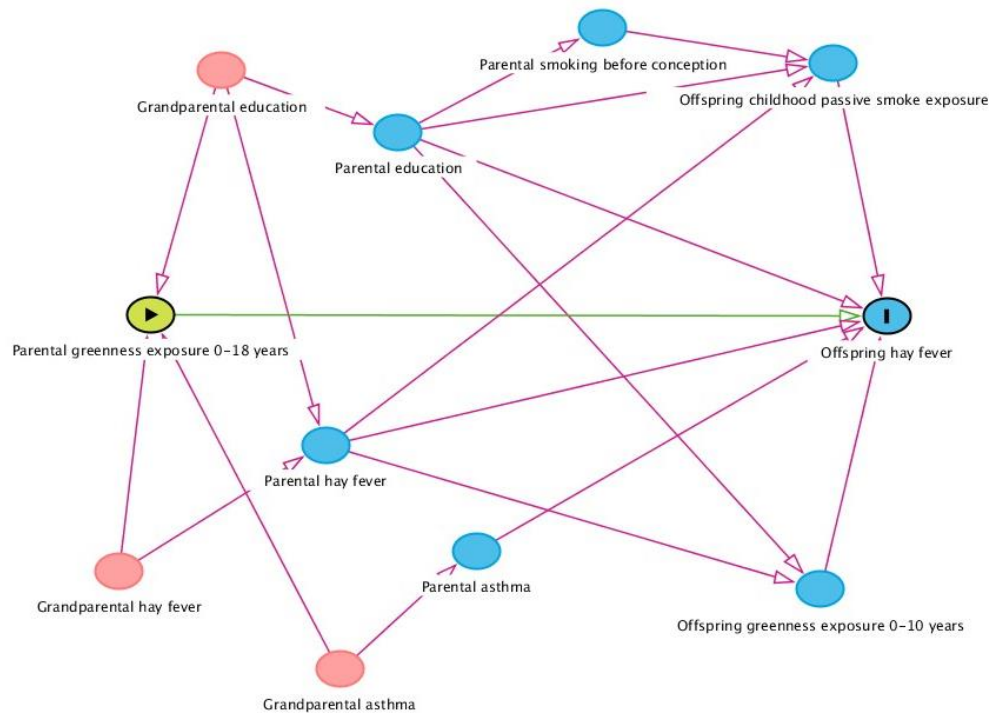 Parental smoking before conception
Offspring childhood passive smoke exposure
Grandparental education
Parental education
Parental greenness exposure 0-18 years
Offspring hay fever
Parental hay fever
Parental asthma
Grandparental hay fever
Offspring greenness exposure 0-10 years
Grandparental asthma